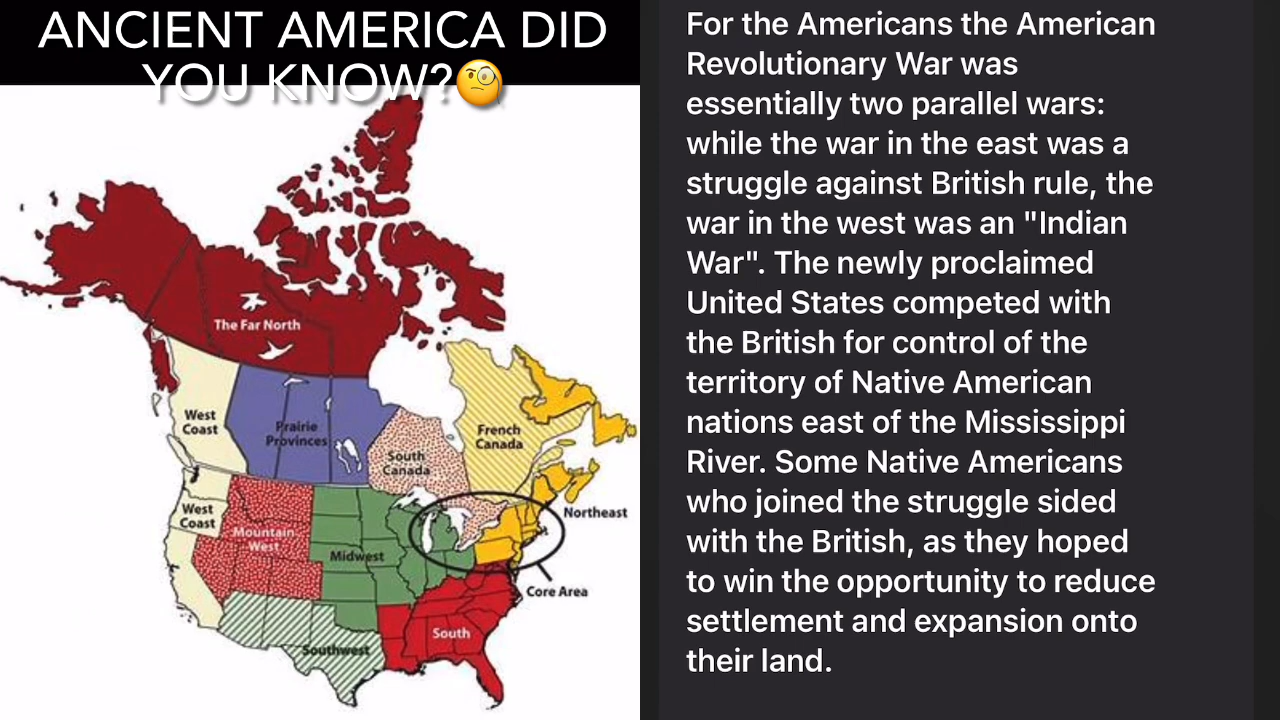 ANCIENT AMERICA DID
YOU KNOW?🧐
The Far North
West
Coast
Prairie
Provinces
South
Canada
French
Canada
West
Coast
Mountain
West
Midwest
Northeast
Core Area
South
Southwest
For the Americans the American
Revolutionary War was
essentially two parallel wars:
while the war in the east was a
struggle against British rule, the
war in the west was an "Indian
War". The newly proclaimed
United States competed with
the British for control of the
territory of Native American
nations east of the Mississippi
River. Some Native Americans
who joined the struggle sided
with the British, as they hoped
to win the opportunity to reduce
settlement and expansion onto
their land.